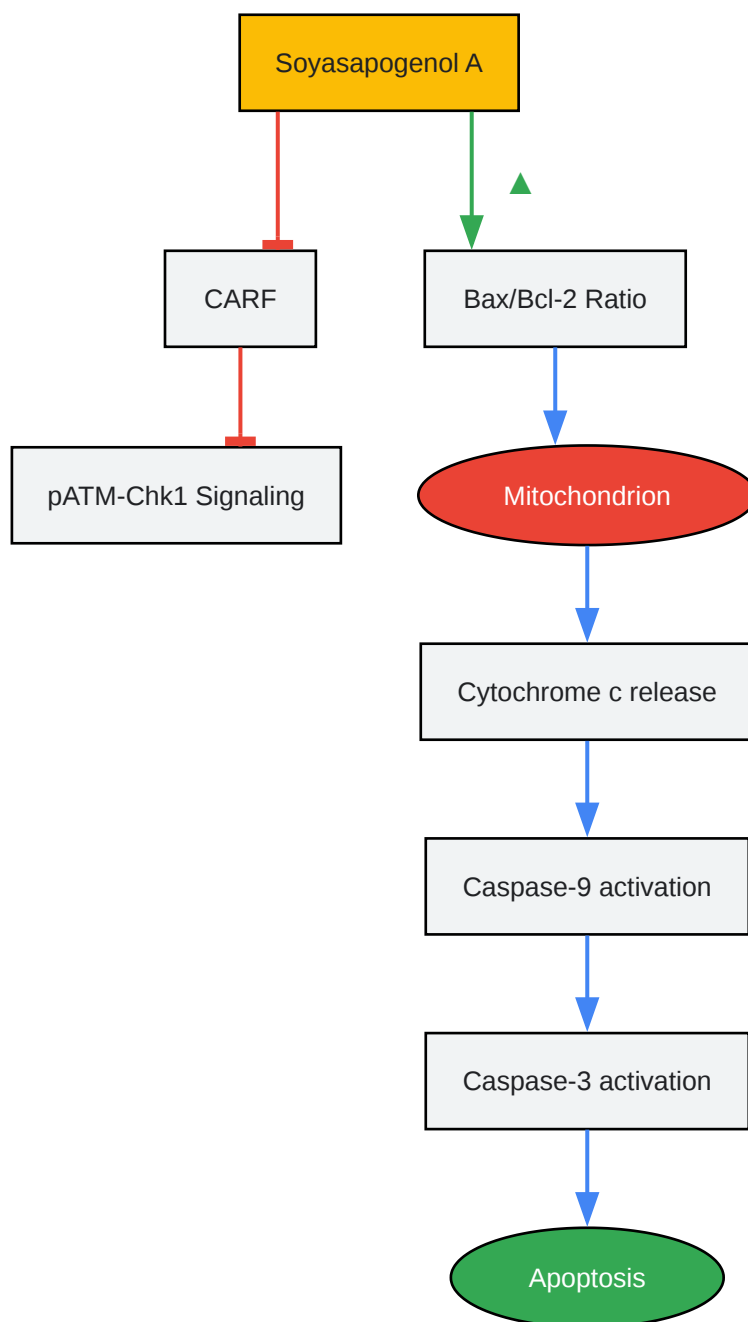 Soyasapogenol A
▲
CARF
Bax/Bcl-2 Ratio
pATM-Chk1 Signaling
Mitochondrion
Cytochrome c release
Caspase-9 activation
Caspase-3 activation
Apoptosis